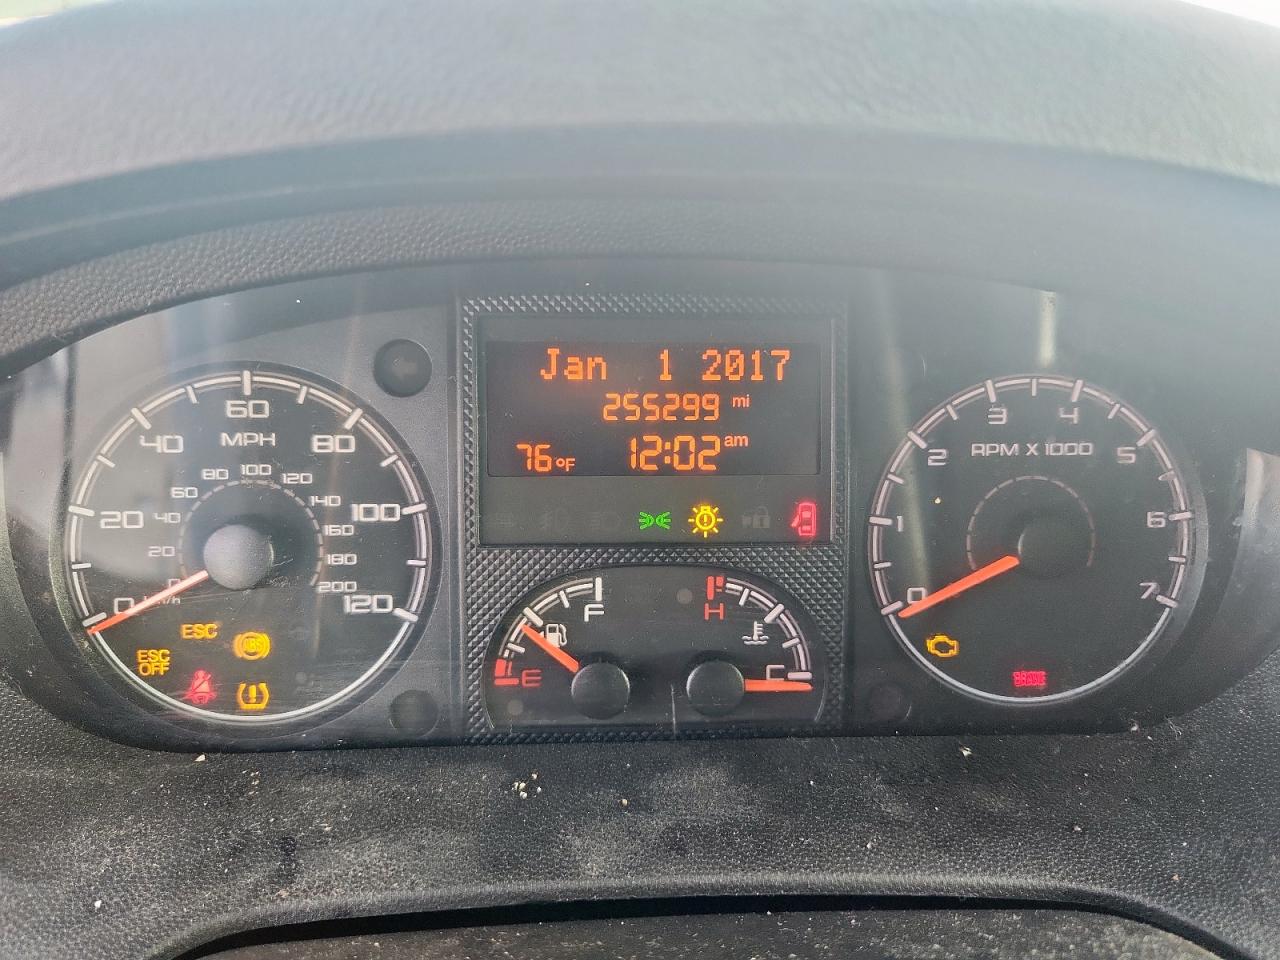 Jan 1 2017
255299 mi
76°F 12:02 am
0 20 40 60 80 100 120
MPH
0 20 40 60 80 100 120 140 160 180 200
km/h
ESC
ESC OFF
ABS
F
E
H
C
0 1 2 3 4 5 6 7
RPM X 1000
BRAKE